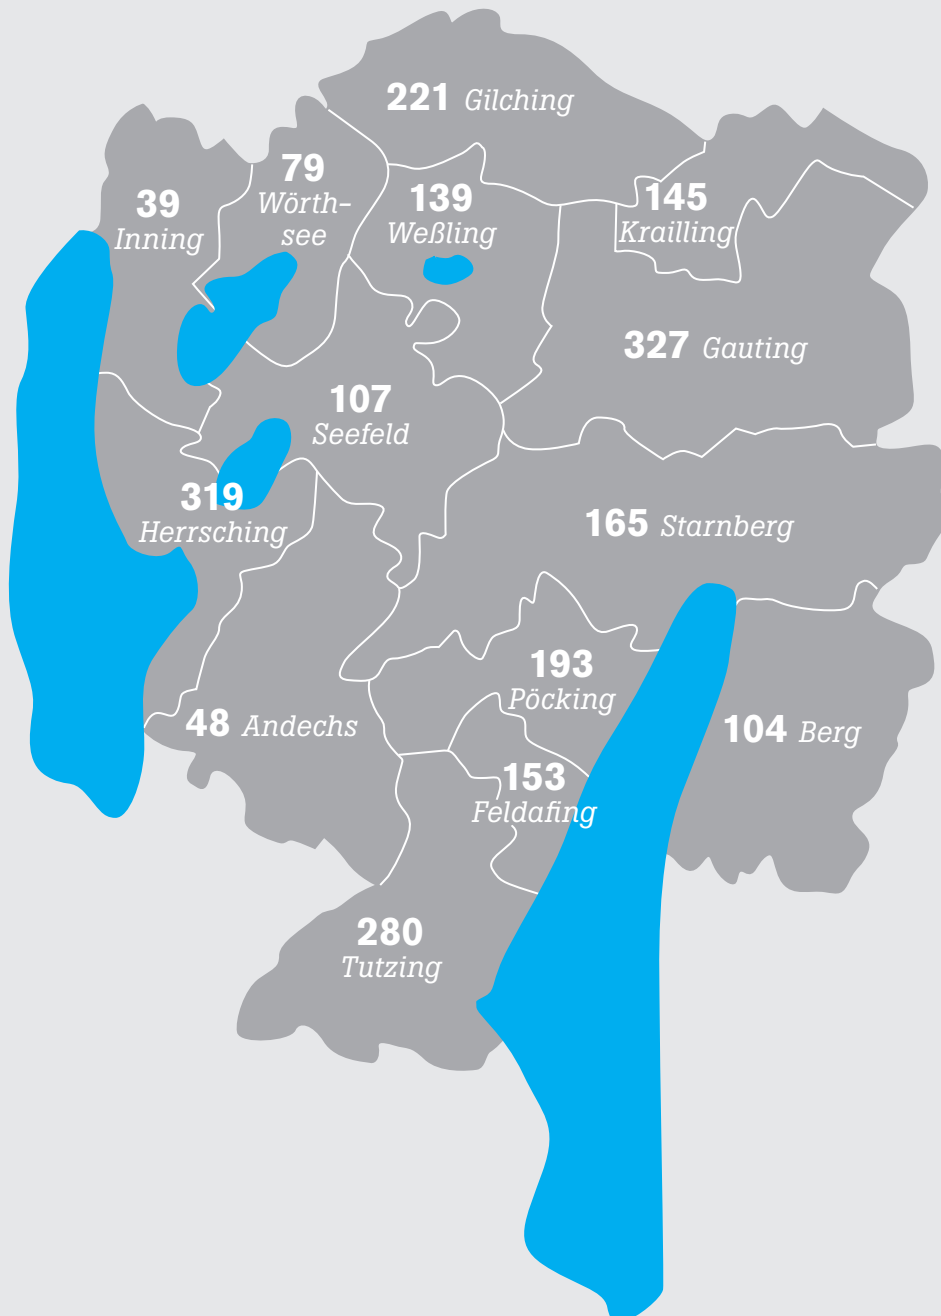 221 Gilching
79
Wörth-
see
39
Inning
139
Weßling
145
Krailling
327 Gauting
107
Seefeld
319
Herrsching
165 Starnberg
193
Pöcking
48 Andechs
104 Berg
153
Feldafing
280
Tutzing